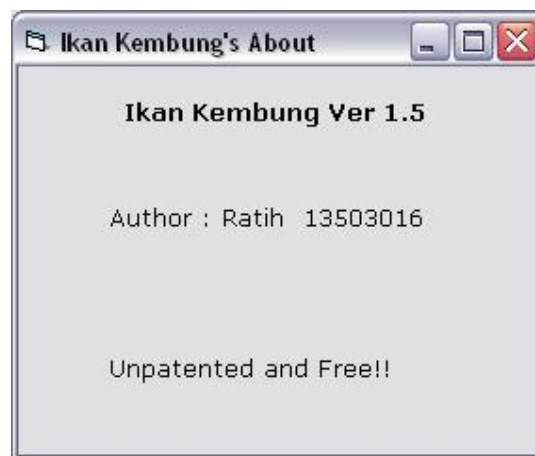 Ikan Kembung's About
Ikan Kembung Ver 1.5
Author : Ratih 13503016
Unpatented and Free!!